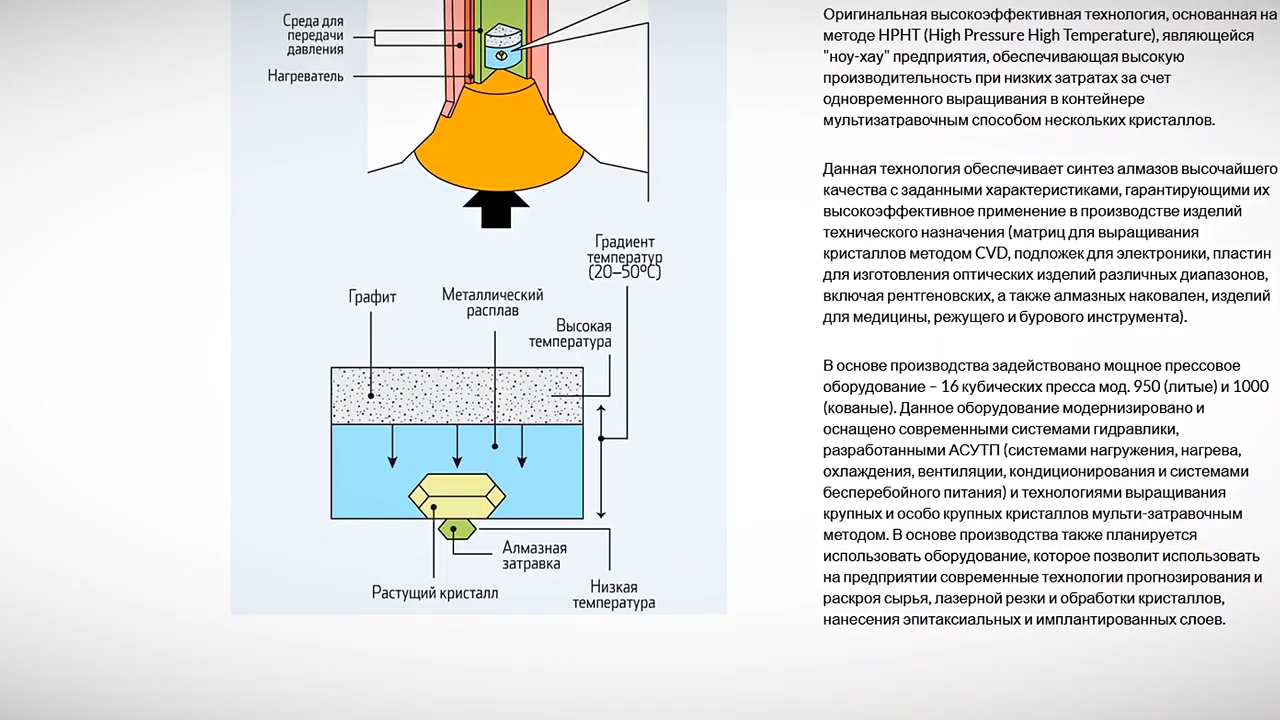 Среда для
передачи
давления
Нагреватель
Градиент
температур
(20–50°C)
Графит
Металлический
расплав
Высокая
температура
Алмазная
затравка
Растущий кристалл
Низкая
температура
Оригинальная высокоэффективная технология, основанная на
методе HPHT (High Pressure High Temperature), являющейся
"ноу-хау" предприятия, обеспечивающая высокую
производительность при низких затратах за счет
одновременного выращивания в контейнере
мультизатравочным способом нескольких кристаллов.
Данная технология обеспечивает синтез алмазов высочайшего
качества с заданными характеристиками, гарантирующими их
высокоэффективное применение в производстве изделий
технического назначения (матриц для выращивания
кристаллов методом CVD, подложек для электроники, пластин
для изготовления оптических изделий различных диапазонов,
включая рентгеновских, а также алмазных наковален, изделий
для медицины, режущего и бурового инструмента).
В основе производства задействовано мощное прессовое
оборудование – 16 кубических пресса мод. 950 (литые) и 1000
(кованые). Данное оборудование модернизировано и
оснащено современными системами гидравлики,
разработанными АСУТП (системами нагружения, нагрева,
охлаждения, вентиляции, кондиционирования и системами
бесперебойного питания) и технологиями выращивания
крупных и особо крупных кристаллов мульти-затравочным
методом. В основе производства также планируется
использовать оборудование, которое позволит использовать
на предприятии современные технологии прогнозирования и
раскроя сырья, лазерной резки и обработки кристаллов,
нанесения эпитаксиальных и имплантированных слоев.